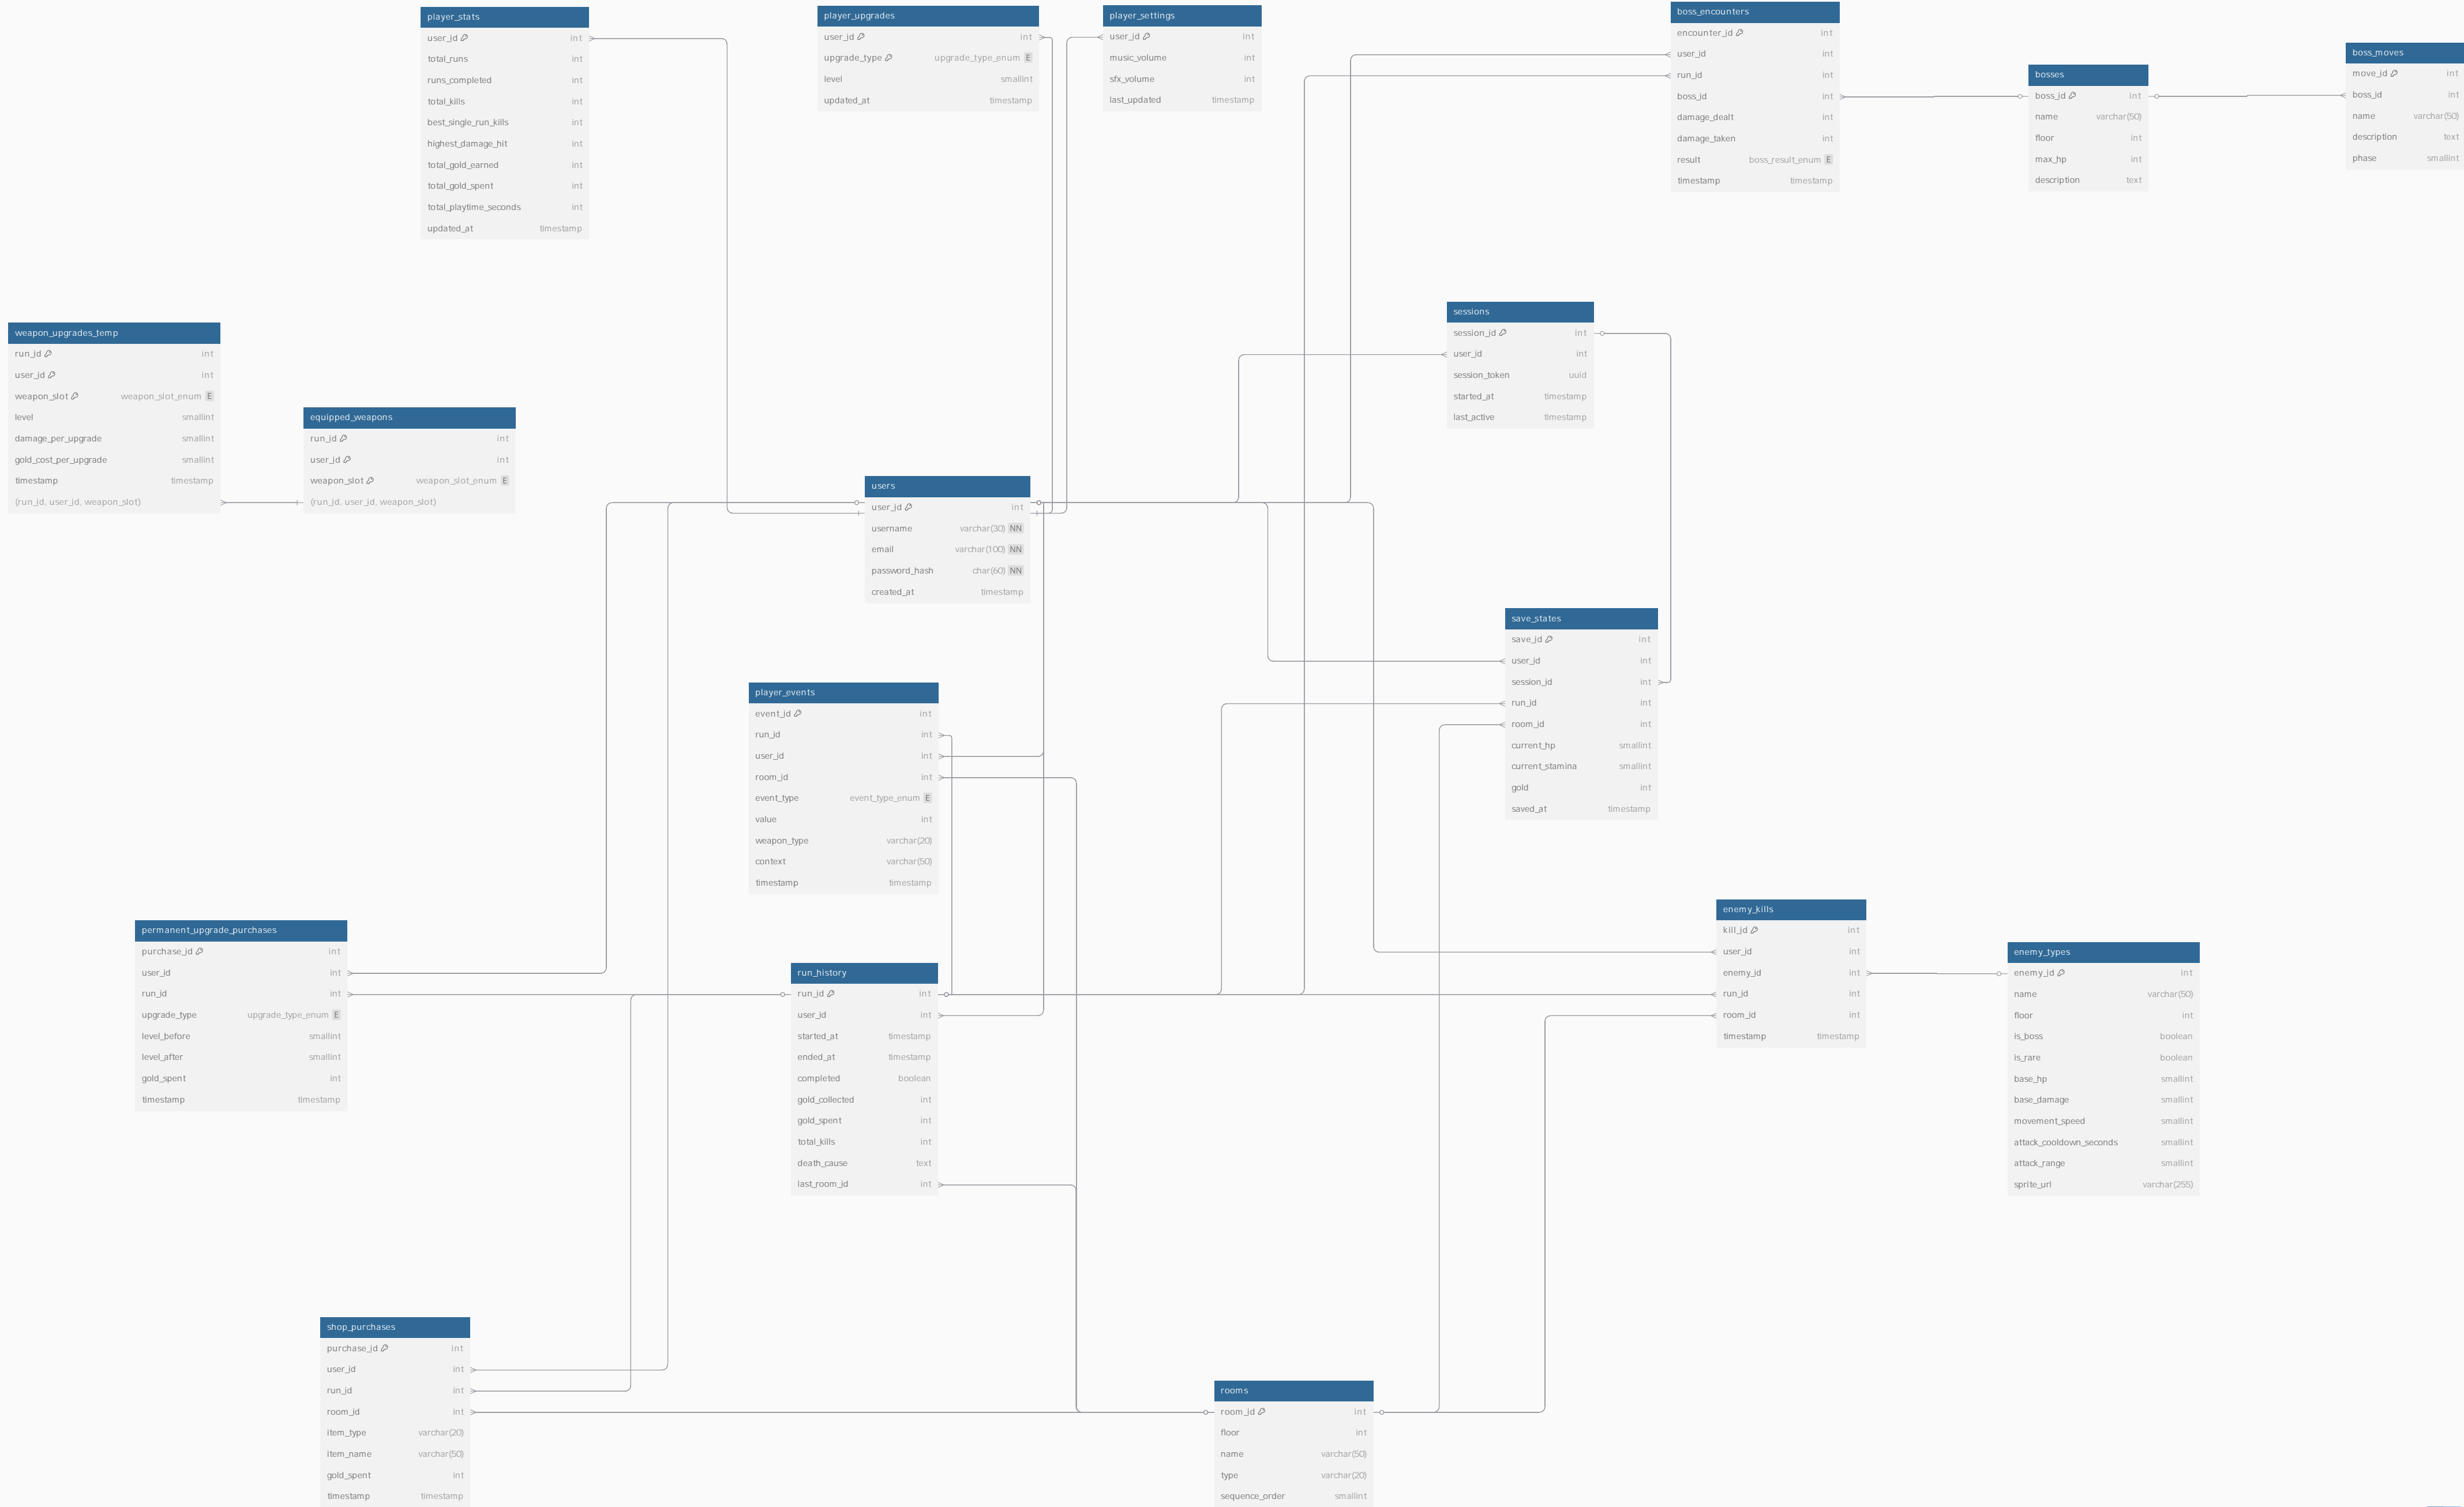 player_stats
user_id int
total_runs int
runs_completed int
total_kills int
best_single_run_kills int
highest_damage_hit int
total_gold_earned int
total_gold_spent int
total_playtime_seconds int
updated_at timestamp
player_upgrades
user_id int
upgrade_type upgrade_type_enum E
level smallint
updated_at timestamp
player_settings
user_id int
music_volume int
sfx_volume int
last_updated timestamp
boss_encounters
encounter_id int
user_id int
run_id int
boss_id int
damage_dealt int
damage_taken int
result boss_result_enum E
timestamp timestamp
bosses
boss_id int
name varchar(50)
floor int
max_hp int
description text
boss_moves
move_id int
boss_id int
name varchar(50)
description text
phase smallint
weapon_upgrades_temp
run_id int
user_id int
weapon_slot weapon_slot_enum E
level smallint
damage_per_upgrade smallint
gold_cost_per_upgrade smallint
timestamp timestamp
(run_id, user_id, weapon_slot)
equipped_weapons
run_id int
user_id int
weapon_slot weapon_slot_enum E
(run_id, user_id, weapon_slot)
sessions
session_id int
user_id int
session_token uuid
started_at timestamp
last_active timestamp
users
user_id int
username varchar(30) NN
email varchar(100) NN
password_hash char(60) NN
created_at timestamp
save_states
save_id int
user_id int
session_id int
run_id int
room_id int
current_hp smallint
current_stamina smallint
gold int
saved_at timestamp
player_events
event_id int
run_id int
user_id int
room_id int
event_type event_type_enum E
value int
weapon_type varchar(20)
context varchar(50)
timestamp timestamp
permanent_upgrade_purchases
purchase_id int
user_id int
run_id int
upgrade_type upgrade_type_enum E
level_before smallint
level_after smallint
gold_spent int
timestamp timestamp
run_history
run_id int
user_id int
started_at timestamp
ended_at timestamp
completed boolean
gold_collected int
gold_spent int
total_kills int
death_cause text
last_room_id int
enemy_kills
kill_id int
user_id int
enemy_id int
run_id int
room_id int
timestamp timestamp
enemy_types
enemy_id int
name varchar(50)
floor int
is_boss boolean
is_rare boolean
base_hp smallint
base_damage smallint
movement_speed smallint
attack_cooldown_seconds smallint
attack_range smallint
sprite_url varchar(255)
shop_purchases
purchase_id int
user_id int
run_id int
room_id int
item_type varchar(20)
item_name varchar(50)
gold_spent int
timestamp timestamp
rooms
room_id int
floor int
name varchar(50)
type varchar(20)
sequence_order smallint